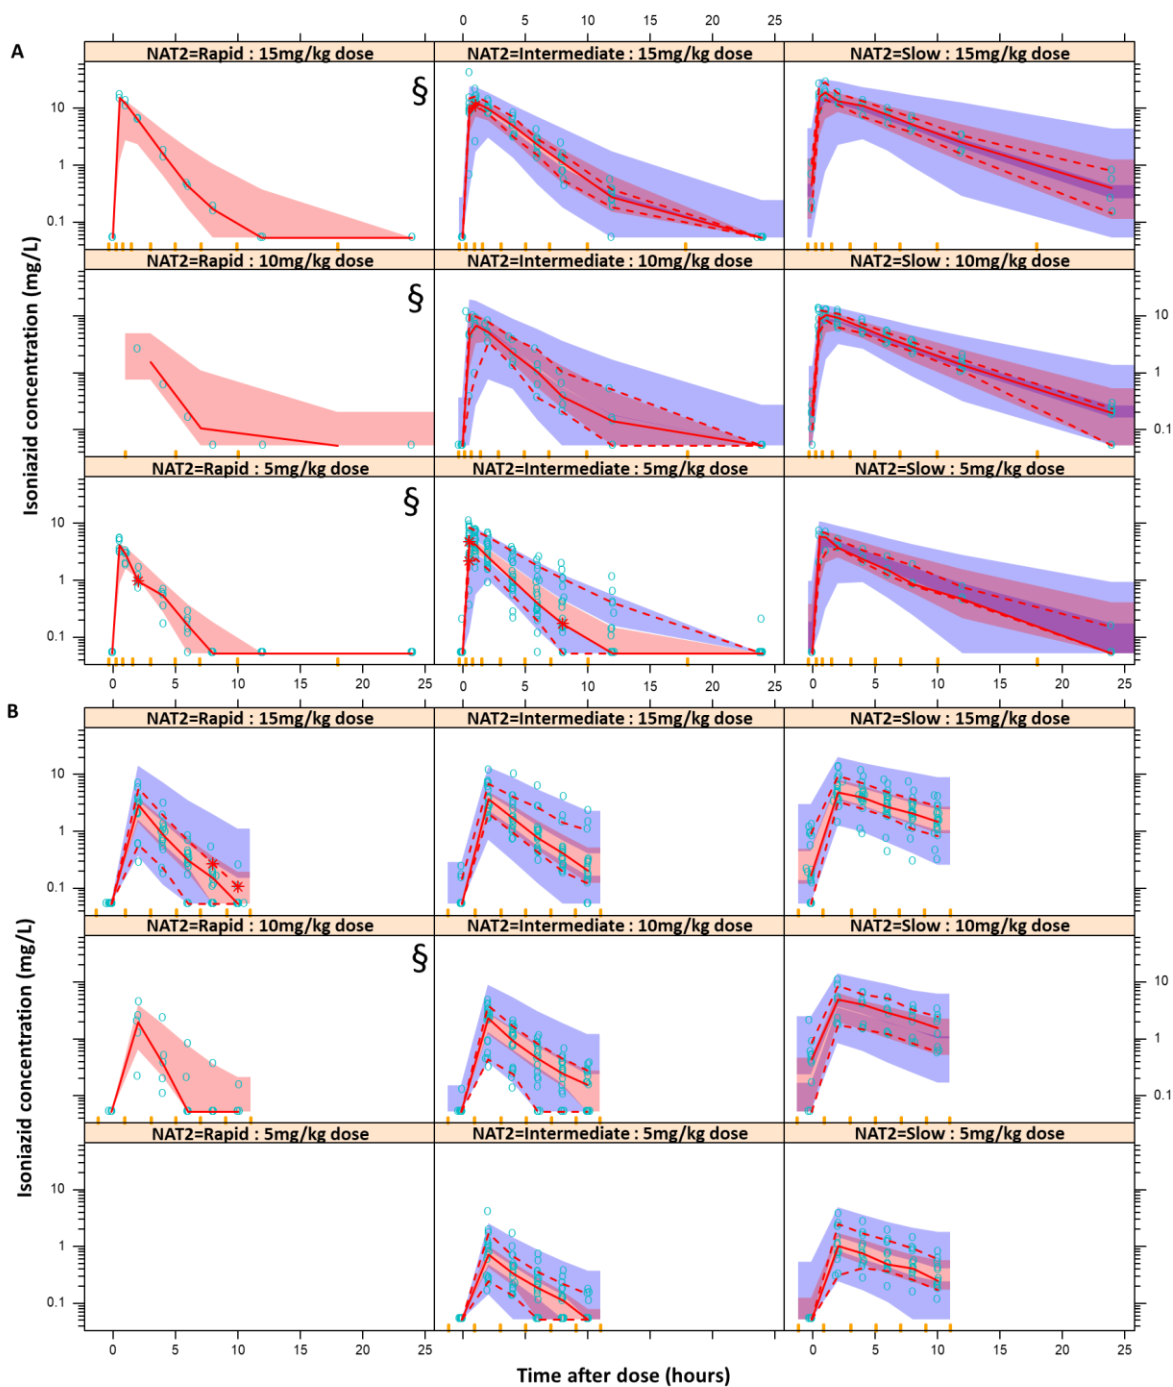 0 5 10 15 20 25
A
NAT2=Rapid : 15mg/kg dose NAT2=Intermediate : 15mg/kg dose NAT2=Slow : 15mg/kg dose
§
10
1
0.1
NAT2=Rapid : 10mg/kg dose NAT2=Intermediate : 10mg/kg dose NAT2=Slow : 10mg/kg dose
§
10
1
0.1
NAT2=Rapid : 5mg/kg dose NAT2=Intermediate : 5mg/kg dose NAT2=Slow : 5mg/kg dose
§
10
1
0.1
Isoniazid concentration (mg/L)
0 5 10 15 20 25 0 5 10 15 20 25
B
NAT2=Rapid : 15mg/kg dose NAT2=Intermediate : 15mg/kg dose NAT2=Slow : 15mg/kg dose
10
1
0.1
NAT2=Rapid : 10mg/kg dose NAT2=Intermediate : 10mg/kg dose NAT2=Slow : 10mg/kg dose
§
10
1
0.1
NAT2=Rapid : 5mg/kg dose NAT2=Intermediate : 5mg/kg dose NAT2=Slow : 5mg/kg dose
10
1
0.1
Isoniazid concentration (mg/L)
0 5 10 15 20 25 0 5 10 15 20 25
Time after dose (hours)